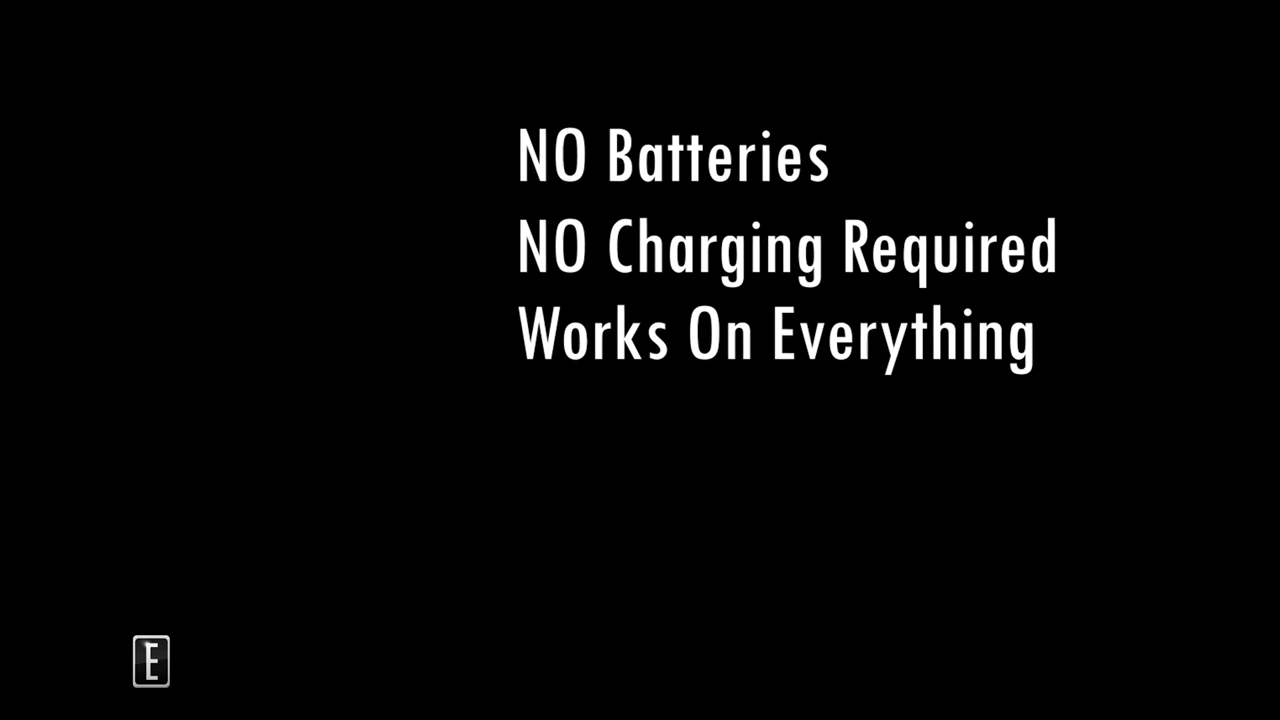 NO Batteries
NO Charging Required
Works On Everything
E